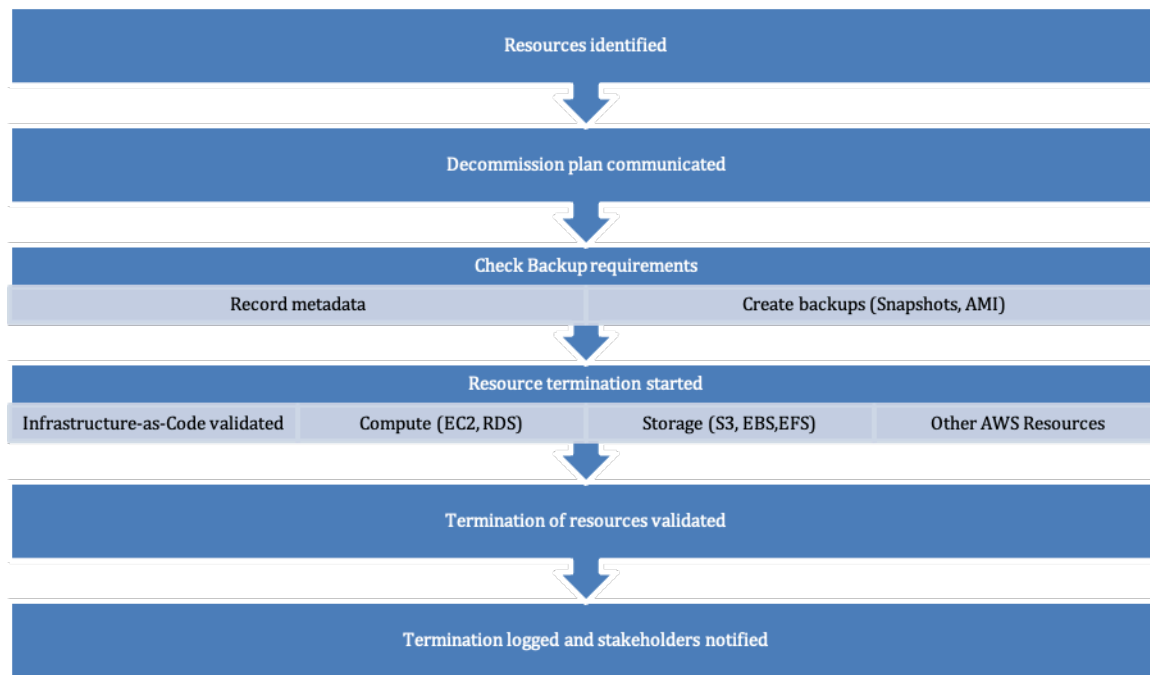 Resources identified
Decommission plan communicated
Check Backup requirements
Record metadata
Create backups (Snapshots, AMI)
Resource termination started
Infrastructure-as-Code validated
Compute (EC2, RDS)
Storage (S3, EBS,EFS)
Other AWS Resources
Termination of resources validated
Termination logged and stakeholders notified